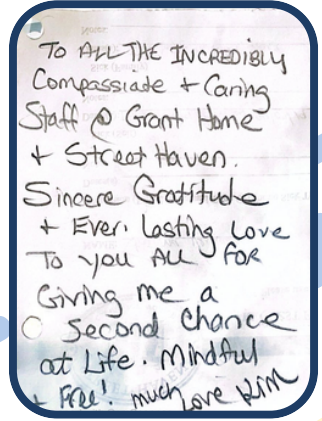 To ALL THE INCREDIBLY
Compassiate + Caring
Staff @ Grant Home
+ Street Haven.
Sincere Gratitude
+ Ever. Lasting Love
To you ALL FOR
Giving me a
Second Chance
at Life. Mindful
+ Free! much Love Kim